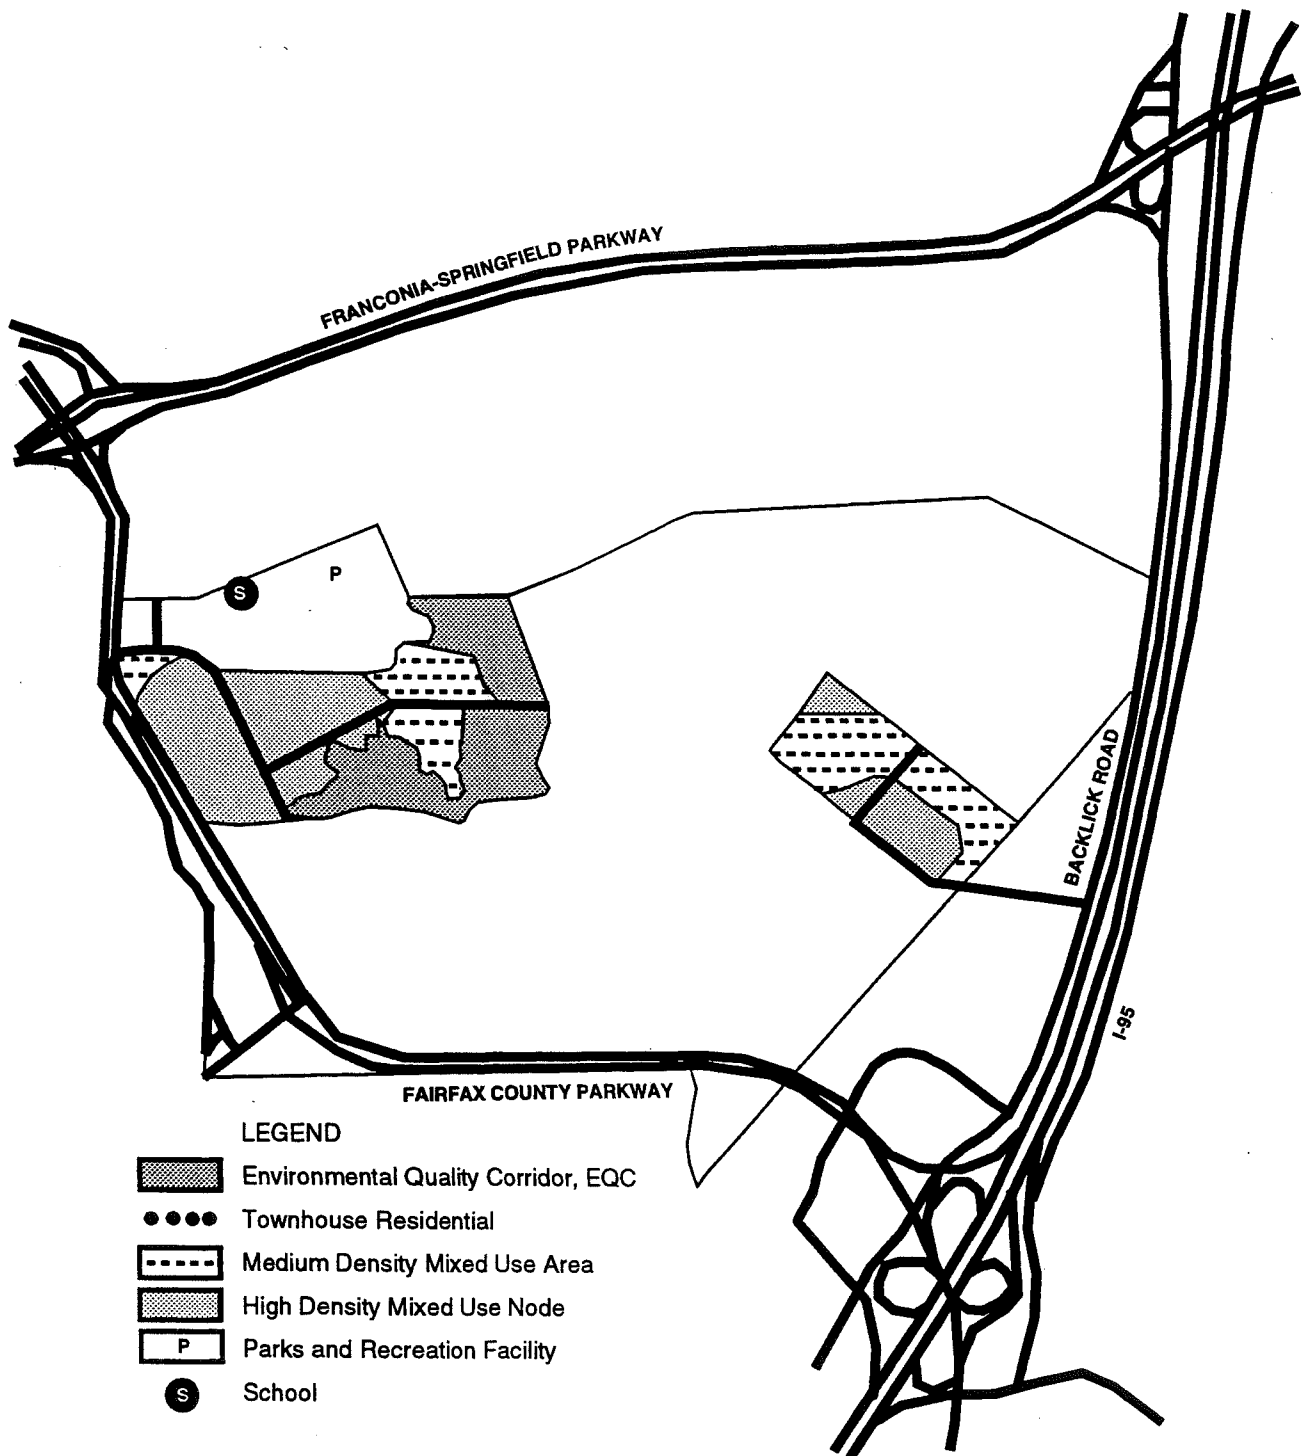 FRANCONIA-SPRINGFIELD PARKWAY
P
S
BACKLICK ROAD
I-95
FAIRFAX COUNTY PARKWAY
LEGEND
Environmental Quality Corridor, EQC
Townhouse Residential
Medium Density Mixed Use Area
High Density Mixed Use Node
P Parks and Recreation Facility
S School